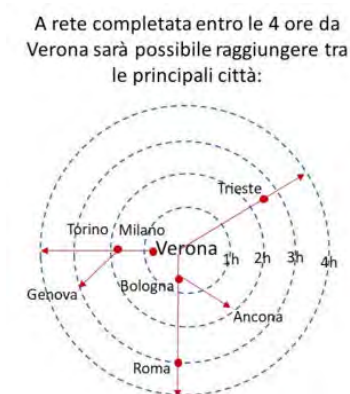 A rete completata entro le 4 ore da
Verona sarà possibile raggiungere tra
le principali città:
Trieste
Torino Milano
Verona
1h 2h 3h 4h
Bologna
Genova
Ancona
Roma